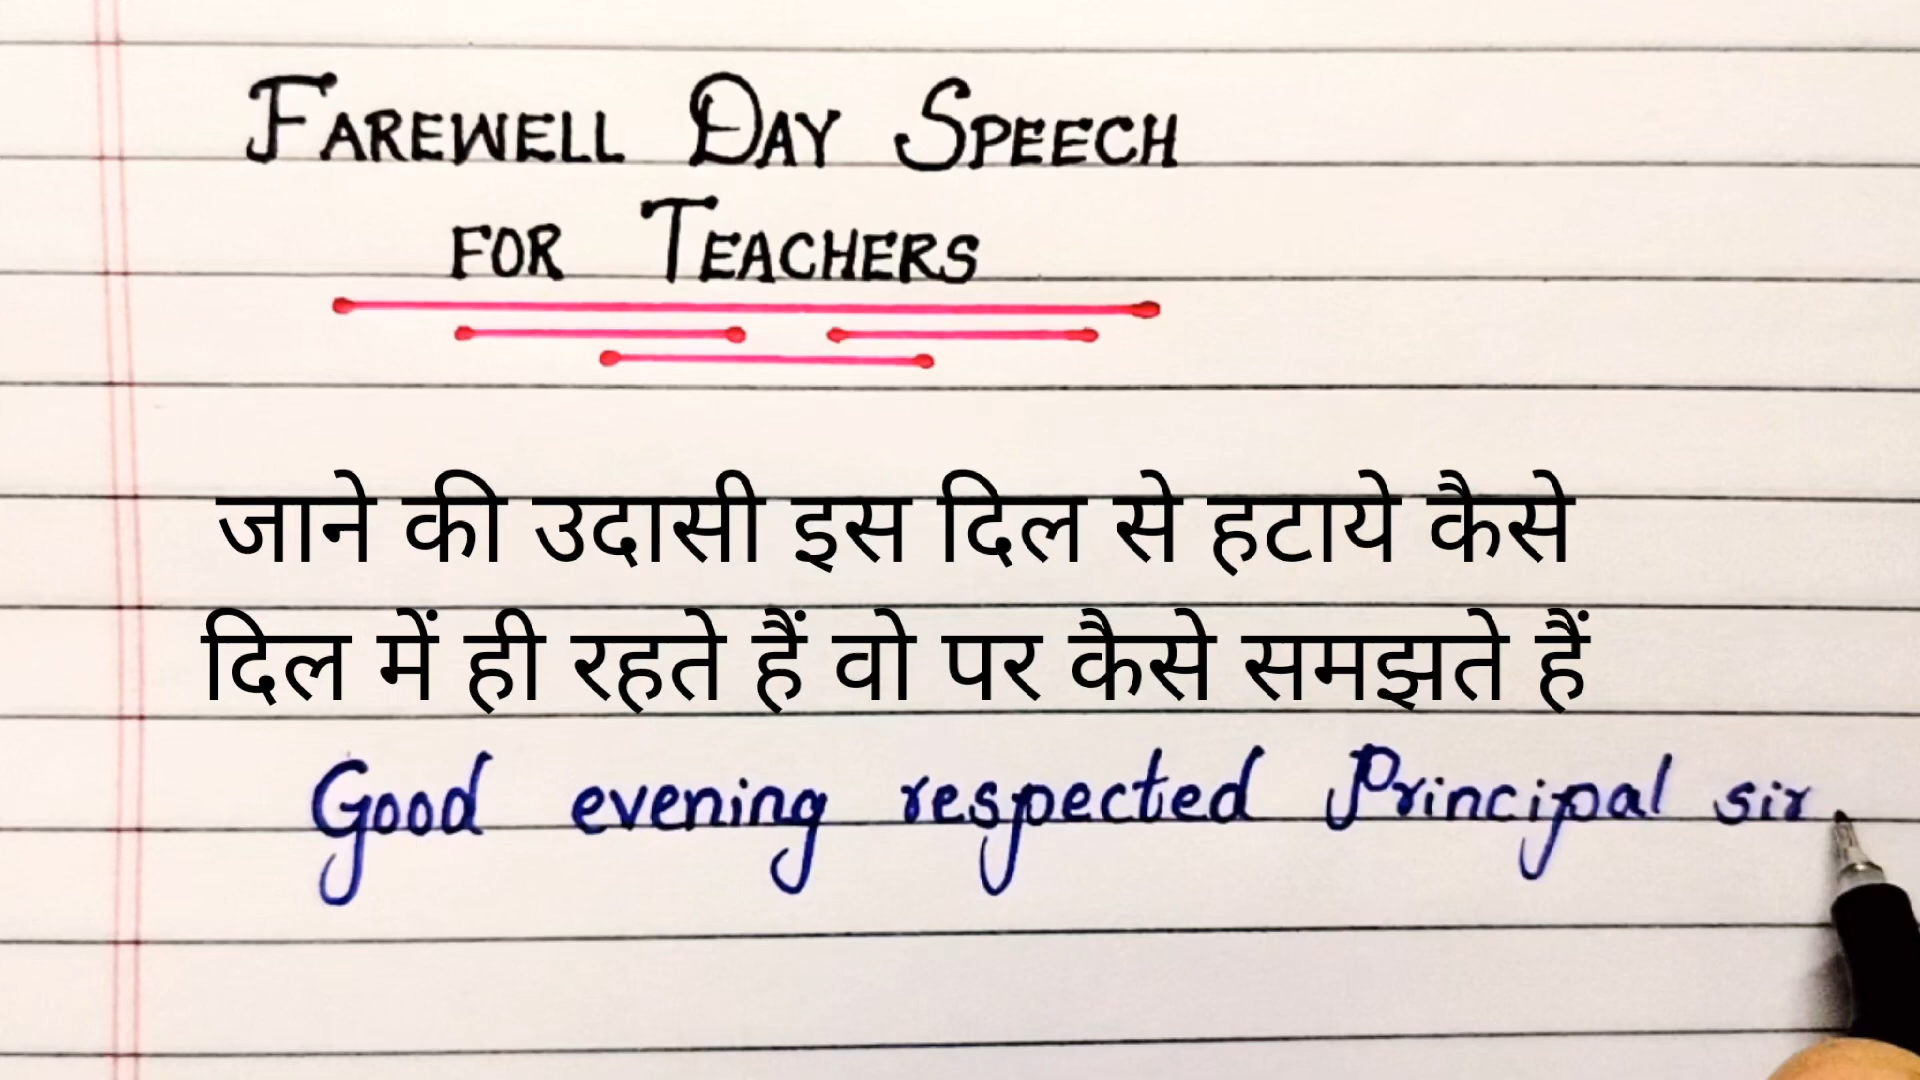 FAREWELL DAY SPEECH
FOR TEACHERS
जाने की उदासी इस दिल से हटाये कैसे
दिल में ही रहते हैं वो पर कैसे समझते हैं
Good evening respected Principal sir